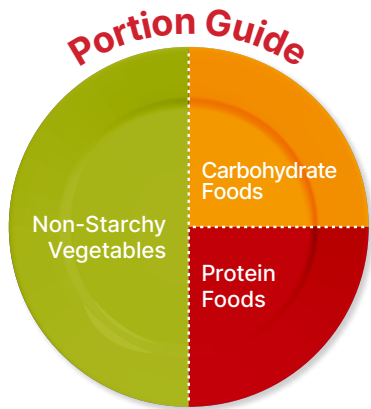 Portion Guide
Non-Starchy
Vegetables
Carbohydrate
Foods
Protein
Foods